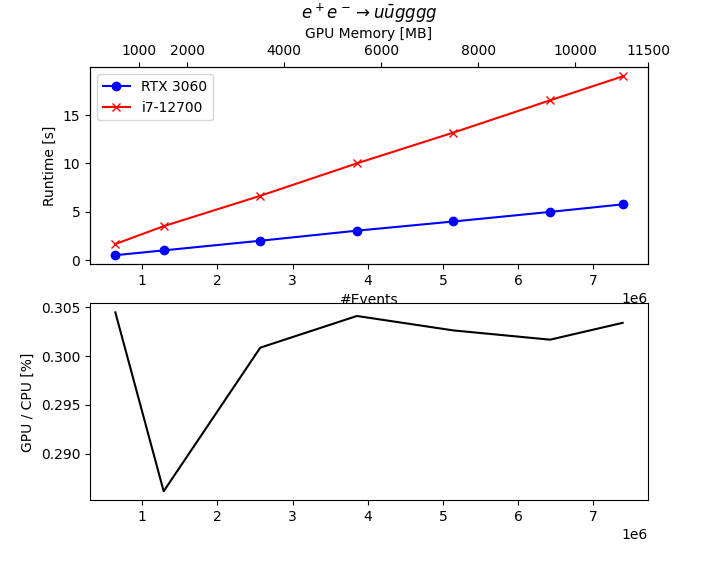 e⁺e⁻ → uūgggg
GPU Memory [MB]
1000 2000 4000 6000 8000 10000 11500
RTX 3060
i7-12700
Runtime [s]
15
10
5
0
1 2 3 4 5 6 7
1e6
#Events
GPU / CPU [%]
0.305
0.300
0.295
0.290
1 2 3 4 5 6 7
1e6